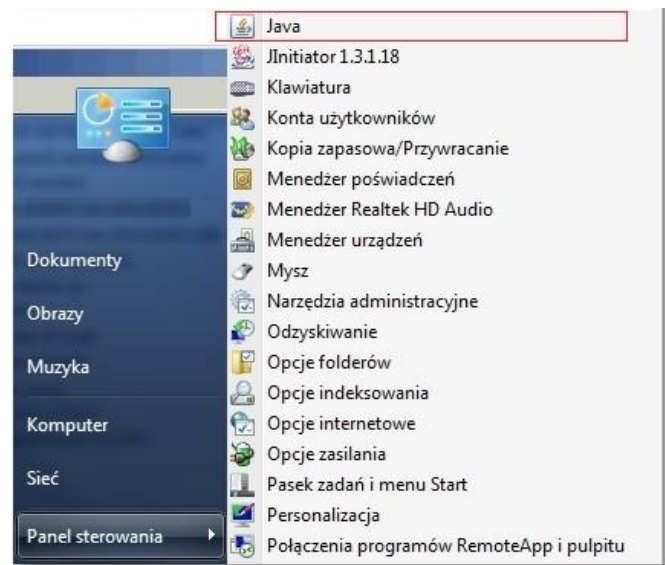 Java
JInitiator 1.3.1.18
Klawiatura
Konta użytkowników
Kopia zapasowa/Przywracanie
Menedżer poświadczeń
Menedżer Realtek HD Audio
Menedżer urządzeń
Mysz
Narzędzia administracyjne
Odzyskiwanie
Opcje folderów
Opcje indeksowania
Opcje internetowe
Opcje zasilania
Pasek zadań i menu Start
Personalizacja
Połączenia programów RemoteApp i pulpitu
Dokumenty
Obrazy
Muzyka
Komputer
Sieć
Panel sterowania